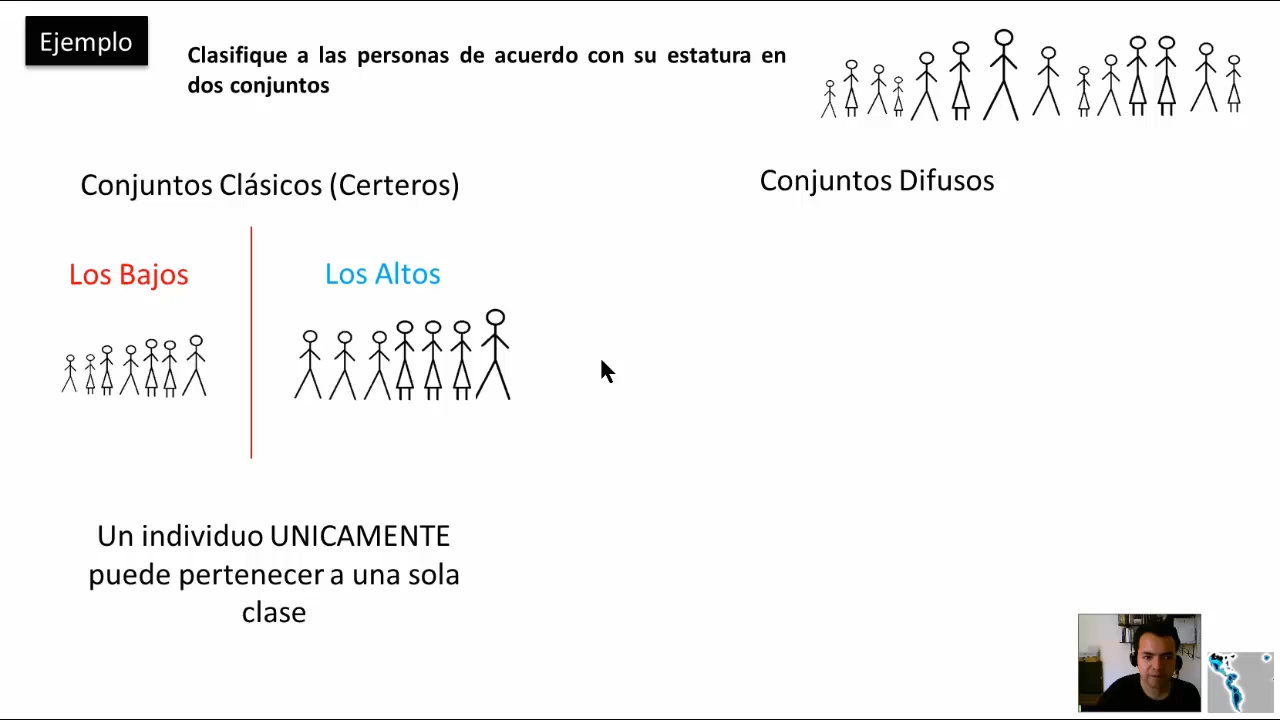 Ejemplo
Clasifique a las personas de acuerdo con su estatura en
dos conjuntos
Conjuntos Clásicos (Certeros)
Conjuntos Difusos
Los Bajos
Los Altos
Un individuo UNICAMENTE
puede pertenecer a una sola
clase